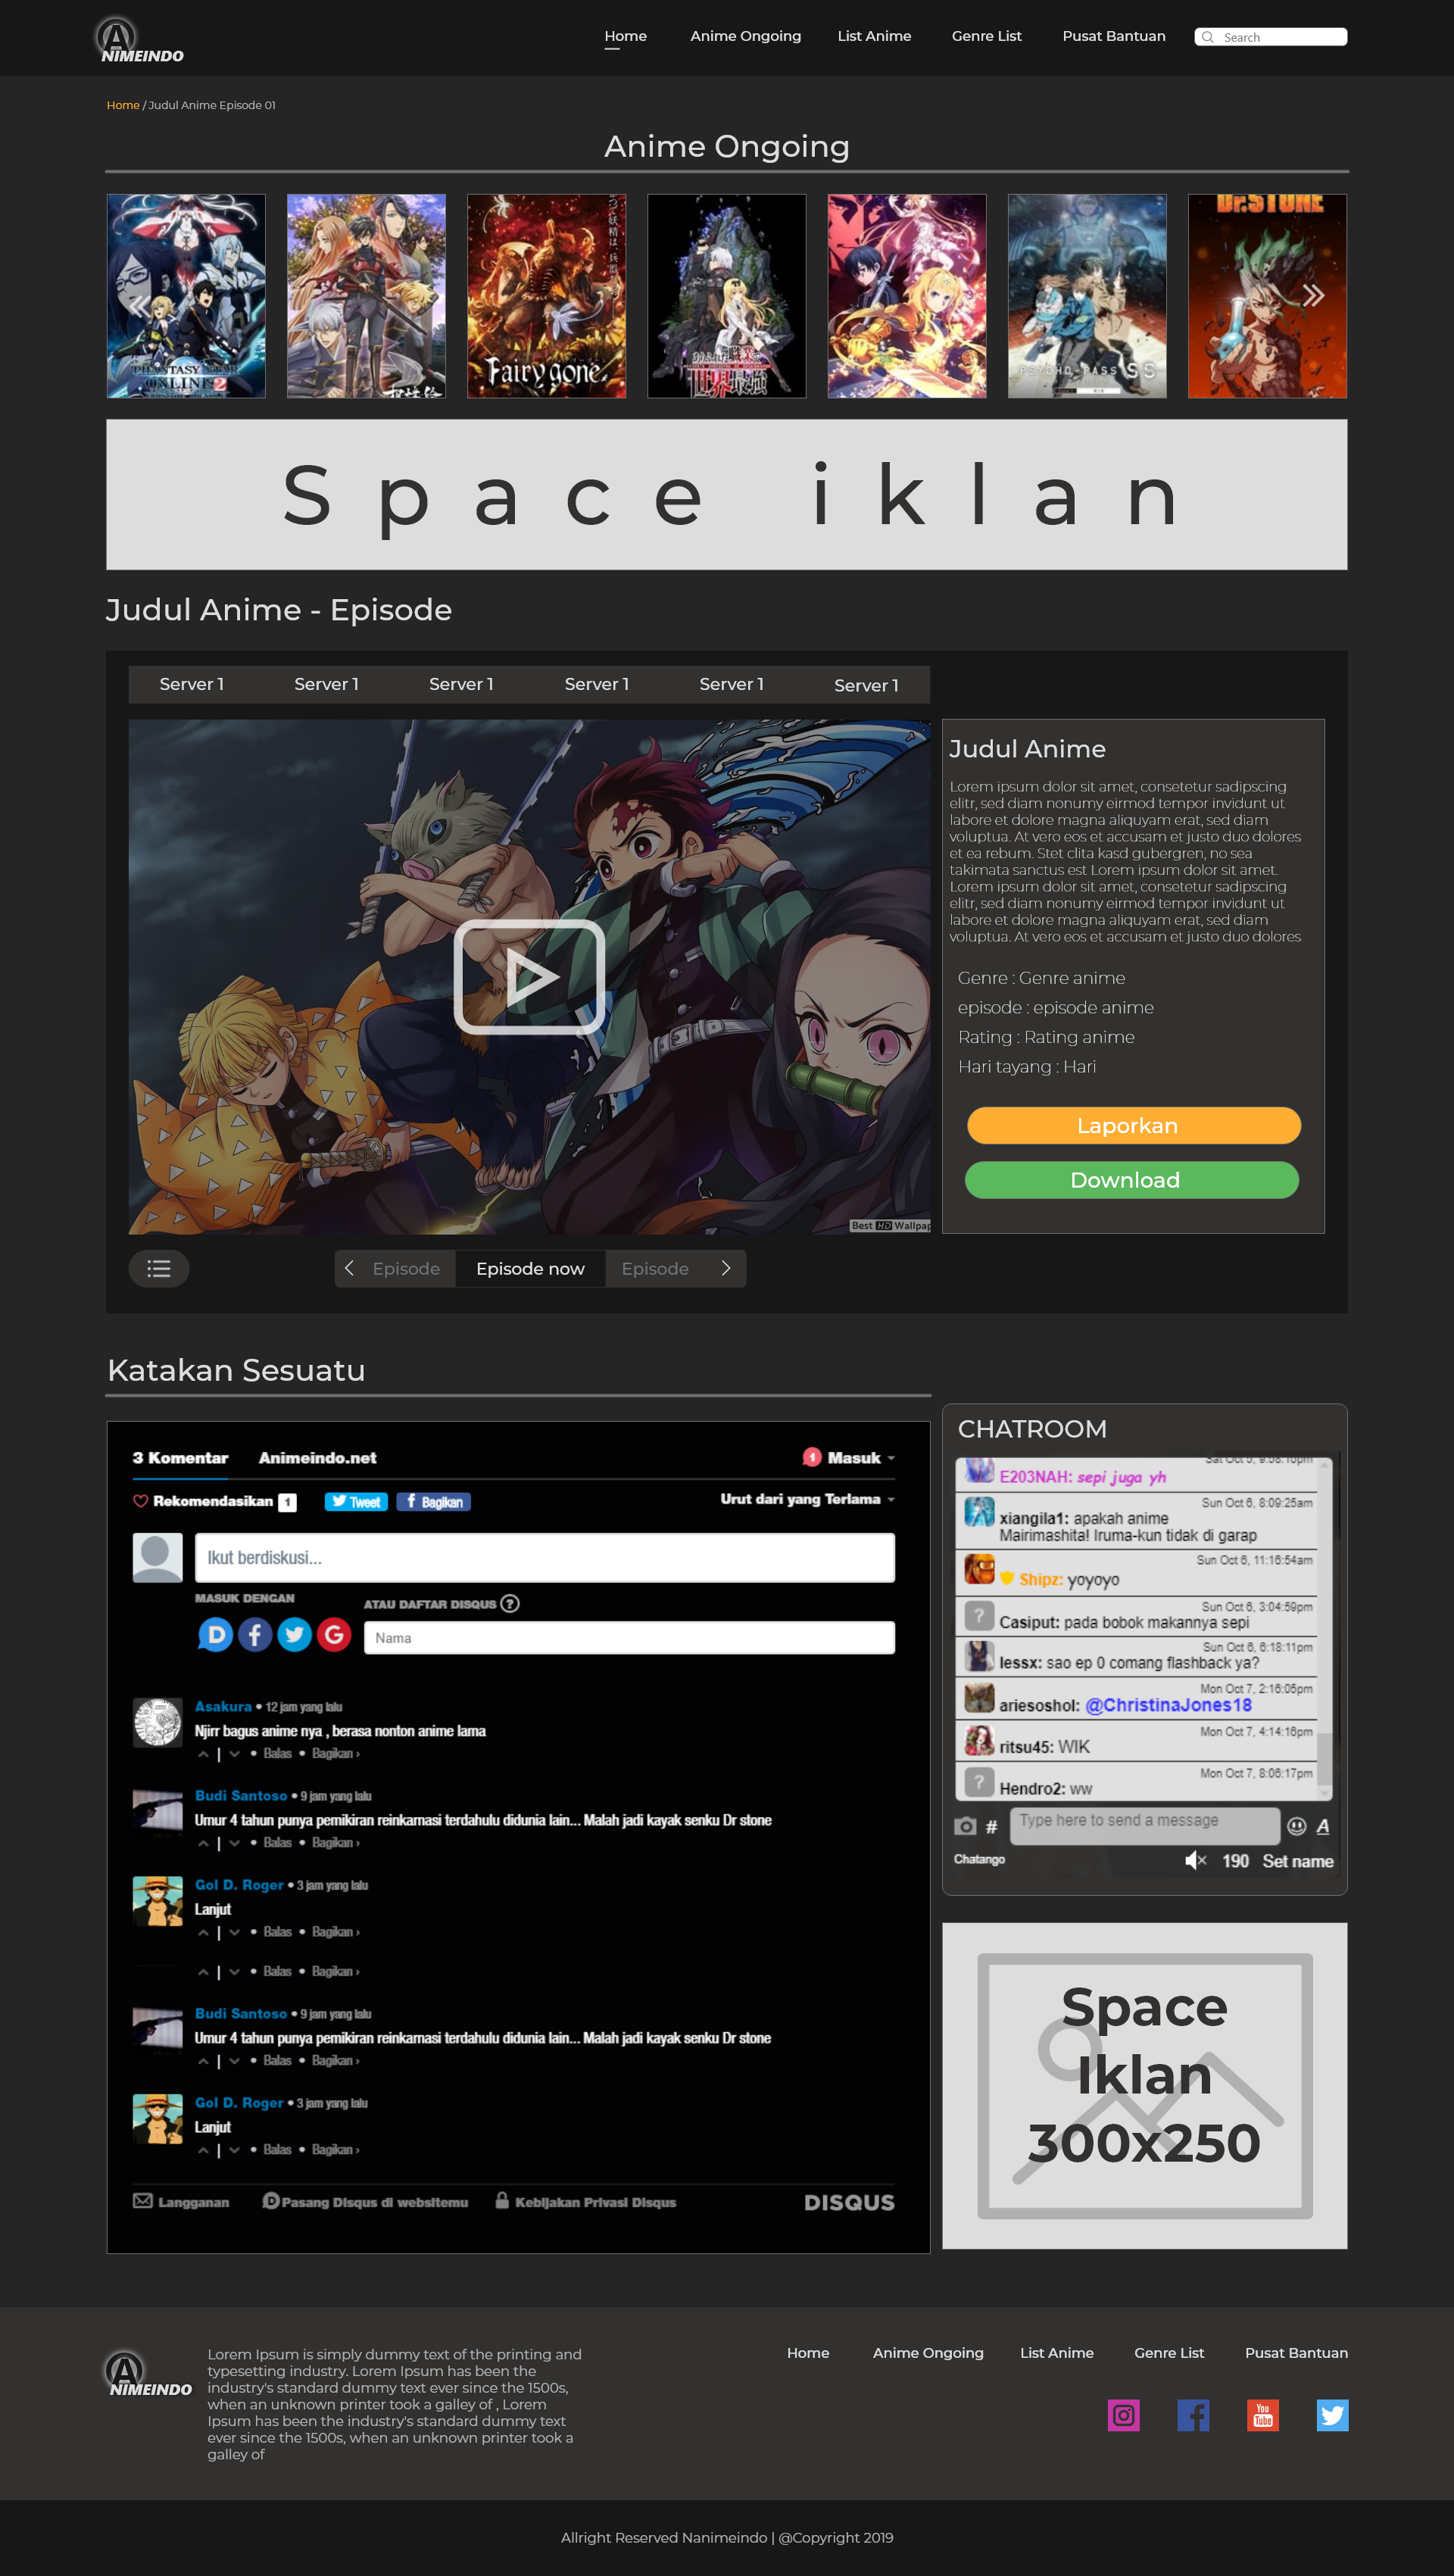 NIMEINDO
Home Anime Ongoing List Anime Genre List Pusat Bantuan Search
Home / Judul Anime Episode 01
Anime Ongoing
PHANTASY STAR
ONLINE 2
Fairy gone
世界最強
PSYCHO-PASS SS
Dr.STONE
Space iklan
Judul Anime - Episode
Server 1 Server 1 Server 1 Server 1 Server 1 Server 1
Best HD Wallpap
Judul Anime
Lorem ipsum dolor sit amet, consetetur sadipscing
elitr, sed diam nonumy eirmod tempor invidunt ut
labore et dolore magna aliquyam erat, sed diam
voluptua. At vero eos et accusam et justo duo dolores
et ea rebum. Stet clita kasd gubergren, no sea
takimata sanctus est Lorem ipsum dolor sit amet.
Lorem ipsum dolor sit amet, consetetur sadipscing
elitr, sed diam nonumy eirmod tempor invidunt ut
labore et dolore magna aliquyam erat, sed diam
voluptua. At vero eos et accusam et justo duo dolores
Genre : Genre anime
episode : episode anime
Rating : Rating anime
Hari tayang : Hari
Laporkan
Download
Episode Episode now Episode
Katakan Sesuatu
3 Komentar Animeindo.net 1 Masuk
Rekomendasikan 1 Tweet f Bagikan Urut dari yang Terlama
Ikut berdiskusi...
MASUK DENGAN
ATAU DAFTAR DISQUS ?
D f G
Nama
Asakura • 12 jam yang lalu
Njirr bagus anime nya , berasa nonton anime lama
• Balas • Bagikan ›
Budi Santoso • 9 jam yang lalu
Umur 4 tahun punya pemikiran reinkarnasi terdahulu didunia lain... Malah jadi kayak senku Dr stone
• Balas • Bagikan ›
Gol D. Roger • 3 jam yang lalu
Lanjut
• Balas • Bagikan ›
• Balas • Bagikan ›
Budi Santoso • 9 jam yang lalu
Umur 4 tahun punya pemikiran reinkarnasi terdahulu didunia lain... Malah jadi kayak senku Dr stone
• Balas • Bagikan ›
Gol D. Roger • 3 jam yang lalu
Lanjut
• Balas • Bagikan ›
Langganan Pasang Disqus di websitemu Kebijakan Privasi Disqus DISQUS
CHATROOM
Sat Oct 5, 9:58:10pm
E203NAH: sepi juga yh
Sun Oct 6, 8:09:25am
xiangila1: apakah anime
Mairimashita! Iruma-kun tidak di garap
Sun Oct 6, 11:16:54am
Shipz: yoyoyo
Sun Oct 6, 3:04:59pm
Casiput: pada bobok makannya sepi
Sun Oct 6, 6:18:11pm
lessx: sao ep 0 comang flashback ya?
Mon Oct 7, 2:16:05pm
ariesoshol: @ChristinaJones18
Mon Oct 7, 4:14:16pm
ritsu45: WIK
Mon Oct 7, 8:06:17pm
Hendro2: ww
# Type here to send a message A
Chatango 190 Set name
Space
Iklan
300x250
NIMEINDO
Lorem Ipsum is simply dummy text of the printing and
typesetting industry. Lorem Ipsum has been the
industry's standard dummy text ever since the 1500s,
when an unknown printer took a galley of , Lorem
Ipsum has been the industry's standard dummy text
ever since the 1500s, when an unknown printer took a
galley of
Home Anime Ongoing List Anime Genre List Pusat Bantuan
You
Tube
Allright Reserved Nanimeindo | @Copyright 2019